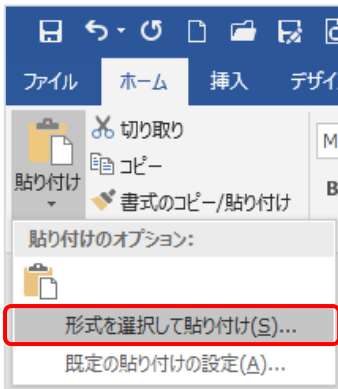 ファイル ホーム 挿入 デザイ
切り取り
コピー
貼り付け
書式のコピー/貼り付け
M
B
貼り付けのオプション:
形式を選択して貼り付け(S)...
既定の貼り付けの設定(A)...